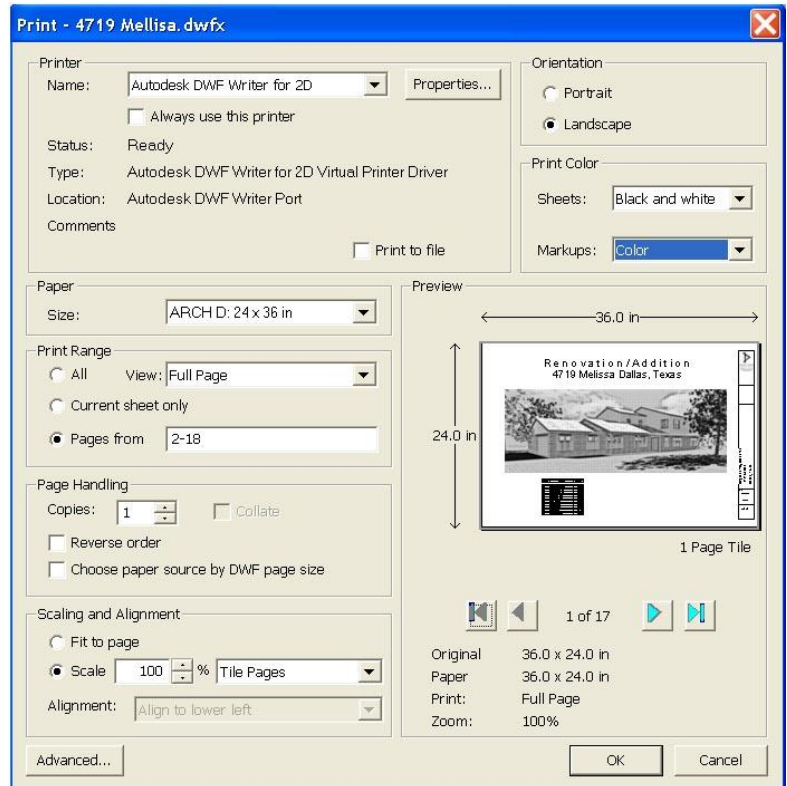 Print - 4719 Mellisa.dwfx
Printer
Name: Autodesk DWF Writer for 2D Properties...
Always use this printer
Status: Ready
Type: Autodesk DWF Writer for 2D Virtual Printer Driver
Location: Autodesk DWF Writer Port
Comments
Print to file
Orientation
Portrait
Landscape
Print Color
Sheets: Black and white
Markups: Color
Paper
Size: ARCH D: 24 x 36 in
Print Range
All View: Full Page
Current sheet only
Pages from 2-18
Page Handling
Copies: 1 Collate
Reverse order
Choose paper source by DWF page size
Scaling and Alignment
Fit to page
Scale 100 % Tile Pages
Alignment: Align to lower left
Preview
36.0 in
24.0 in
Renovation/Addition
4719 Melissa Dallas, Texas
1 Page Tile
1 of 17
Original 36.0 x 24.0 in
Paper 36.0 x 24.0 in
Print: Full Page
Zoom: 100%
Advanced... OK Cancel